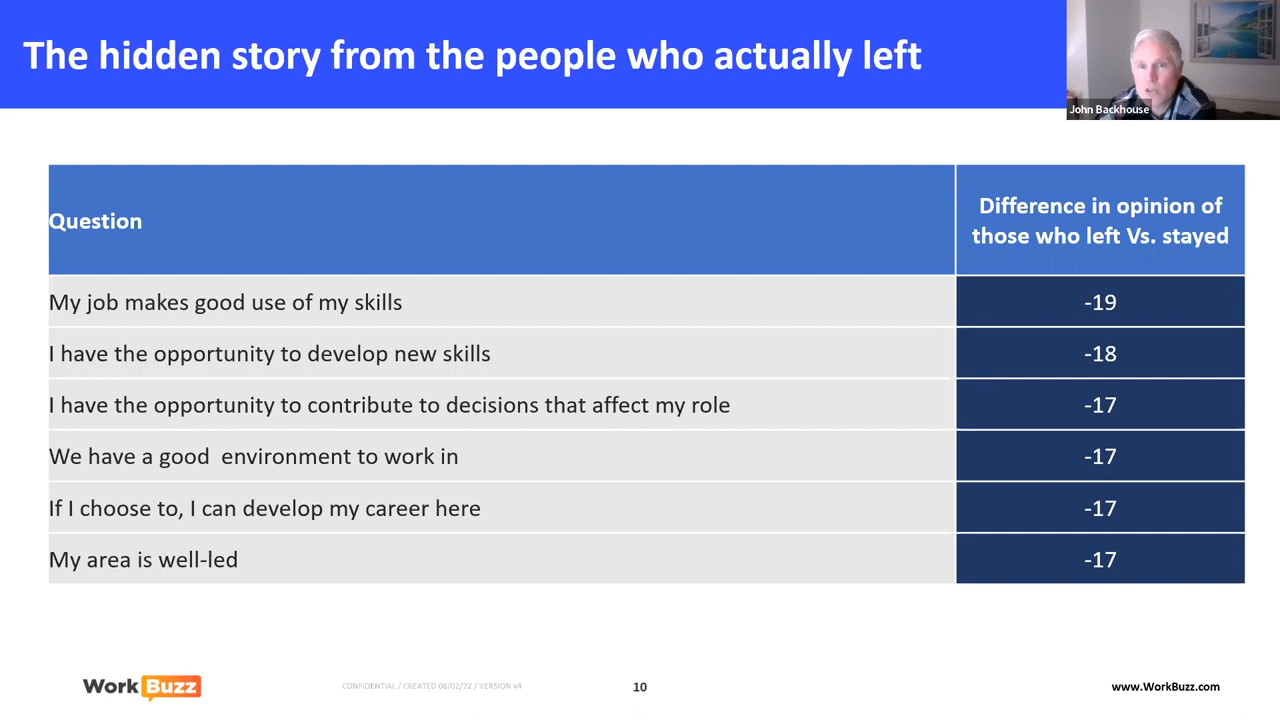 The hidden story from the people who actually left
John Backhouse
Question
Difference in opinion of
those who left Vs. stayed
My job makes good use of my skills
-19
I have the opportunity to develop new skills
-18
I have the opportunity to contribute to decisions that affect my role
-17
We have a good  environment to work in
-17
If I choose to, I can develop my career here
-17
My area is well-led
-17
WorkBuzz
CONFIDENTIAL / CREATED 08/02/22 / VERSION v4
10
www.WorkBuzz.com